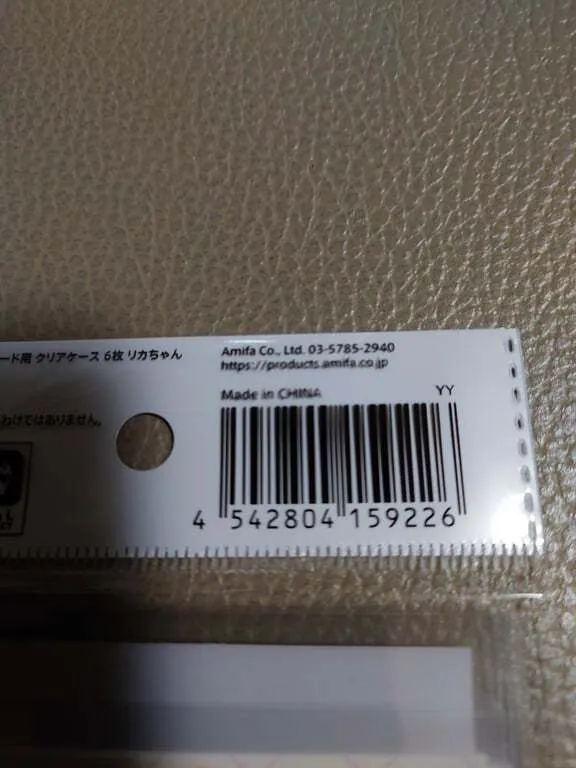 ード用 クリアケース 6枚 リカちゃん
わけではありません。
Amifa Co., Ltd. 03-5785-2940
https://products.amifa.co.jp
Made in CHINA
YY
4 542804 159226